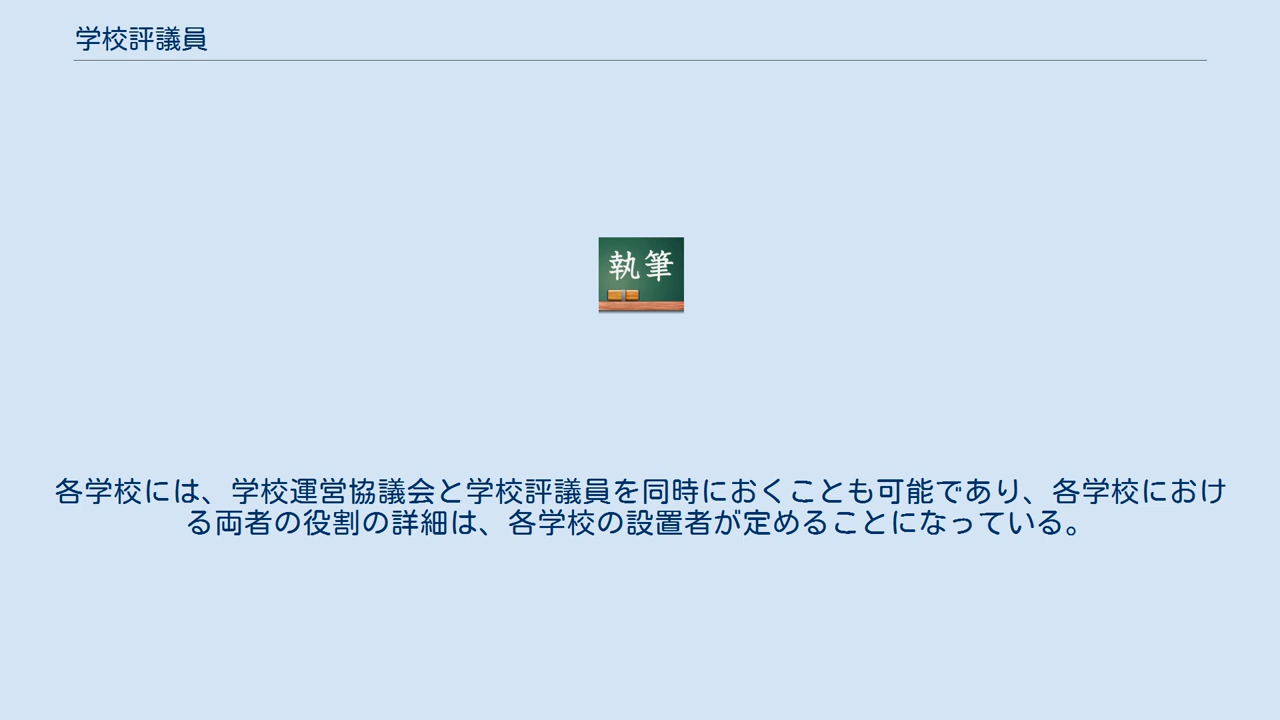 学校評議員
執筆
各学校には、学校運営協議会と学校評議員を同時におくことも可能であり、各学校におけ
る両者の役割の詳細は、各学校の設置者が定めることになっている。